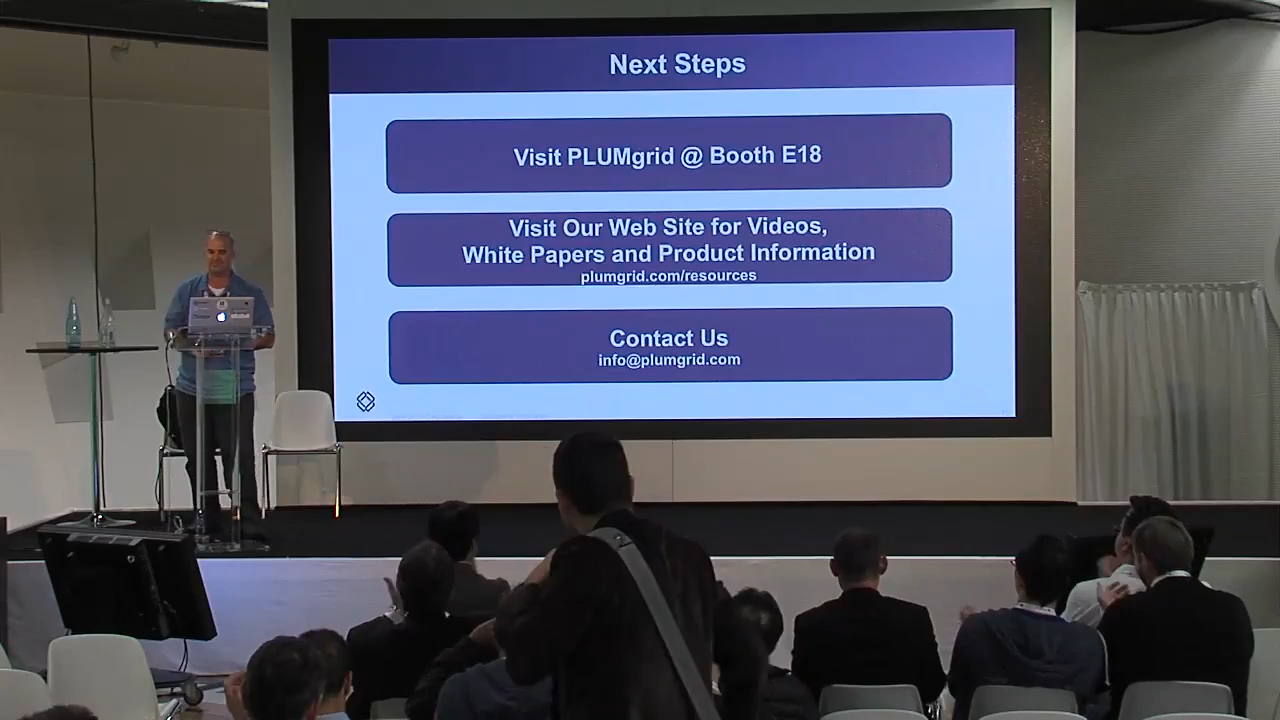 Next Steps
Visit PLUMgrid @ Booth E18
Visit Our Web Site for Videos,
White Papers and Product Information
plumgrid.com/resources
Contact Us
info@plumgrid.com